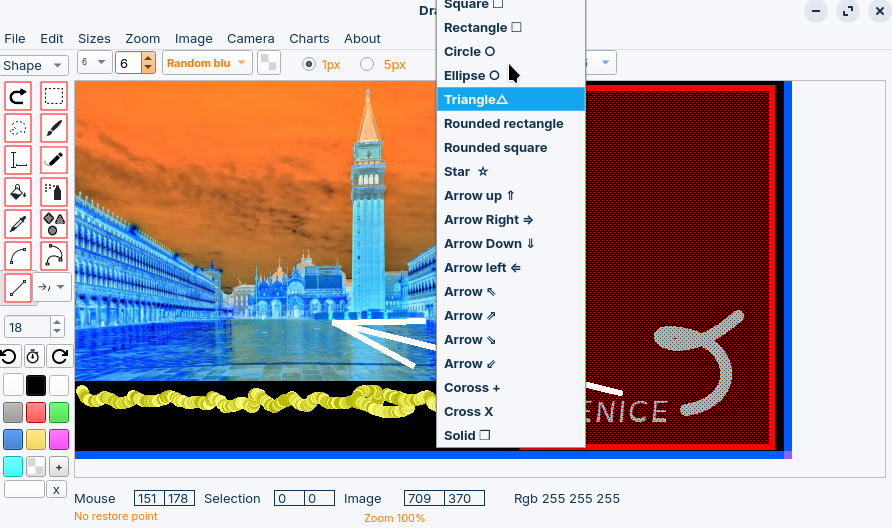 Dra
File Edit Sizes Zoom Image Camera Charts About
Shape 6 6 Random blu 1px 5px
Square □
Rectangle □
Circle ○
Ellipse ○
Triangle△
Rounded rectangle
Rounded square
Star ☆
Arrow up ⇑
Arrow Right ⇒
Arrow Down ⇓
Arrow left ⇐
Arrow ⇖
Arrow ⇗
Arrow ⇘
Arrow ⇙
Coross +
Cross X
Solid ❒
18
ENICE
+
x
Mouse 151 178 Selection 0 0 Image 709 370 Rgb 255 255 255
No restore point Zoom 100%